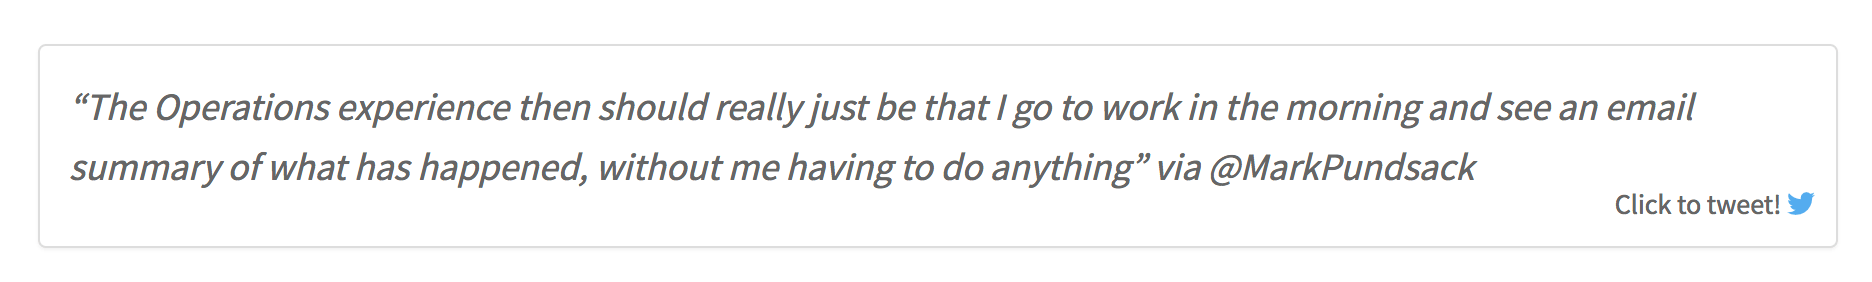 “The Operations experience then should really just be that I go to work in the morning and see an email
summary of what has happened, without me having to do anything” via @MarkPundsack
Click to tweet!